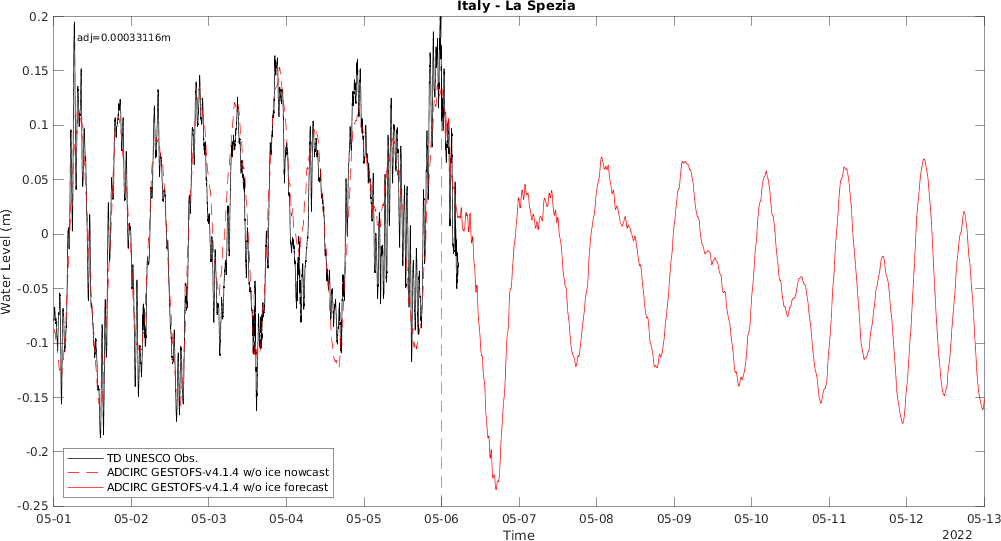 Italy - La Spezia
adj=0.00033116m
0.2
0.15
0.1
0.05
0
-0.05
-0.1
-0.15
-0.2
-0.25
Water Level (m)
TD UNESCO Obs.
ADCIRC GESTOFS-v4.1.4 w/o ice nowcast
ADCIRC GESTOFS-v4.1.4 w/o ice forecast
05-01 05-02 05-03 05-04 05-05 05-06 05-07 05-08 05-09 05-10 05-11 05-12 05-13
Time
2022